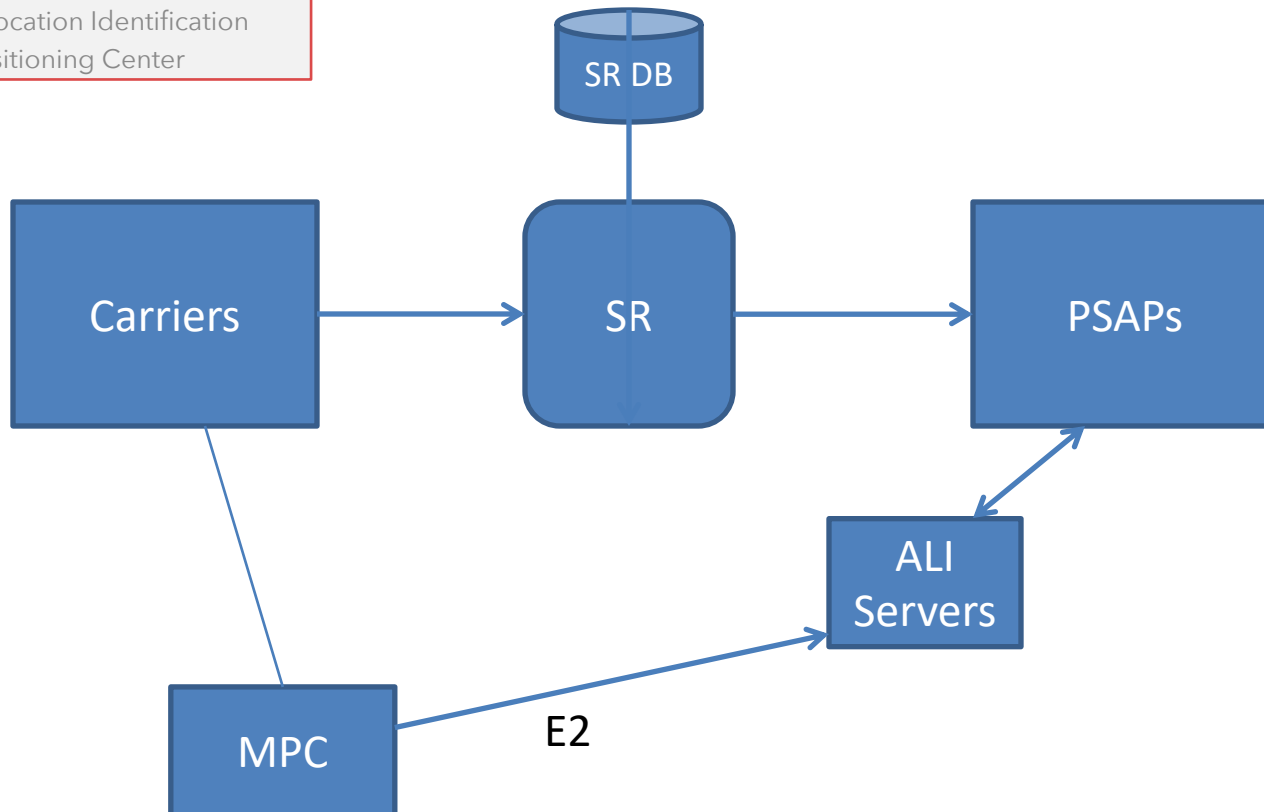 ocation Identification
sitioning Center
SR DB
Carriers
SR
PSAPs
ALI
Servers
E2
MPC